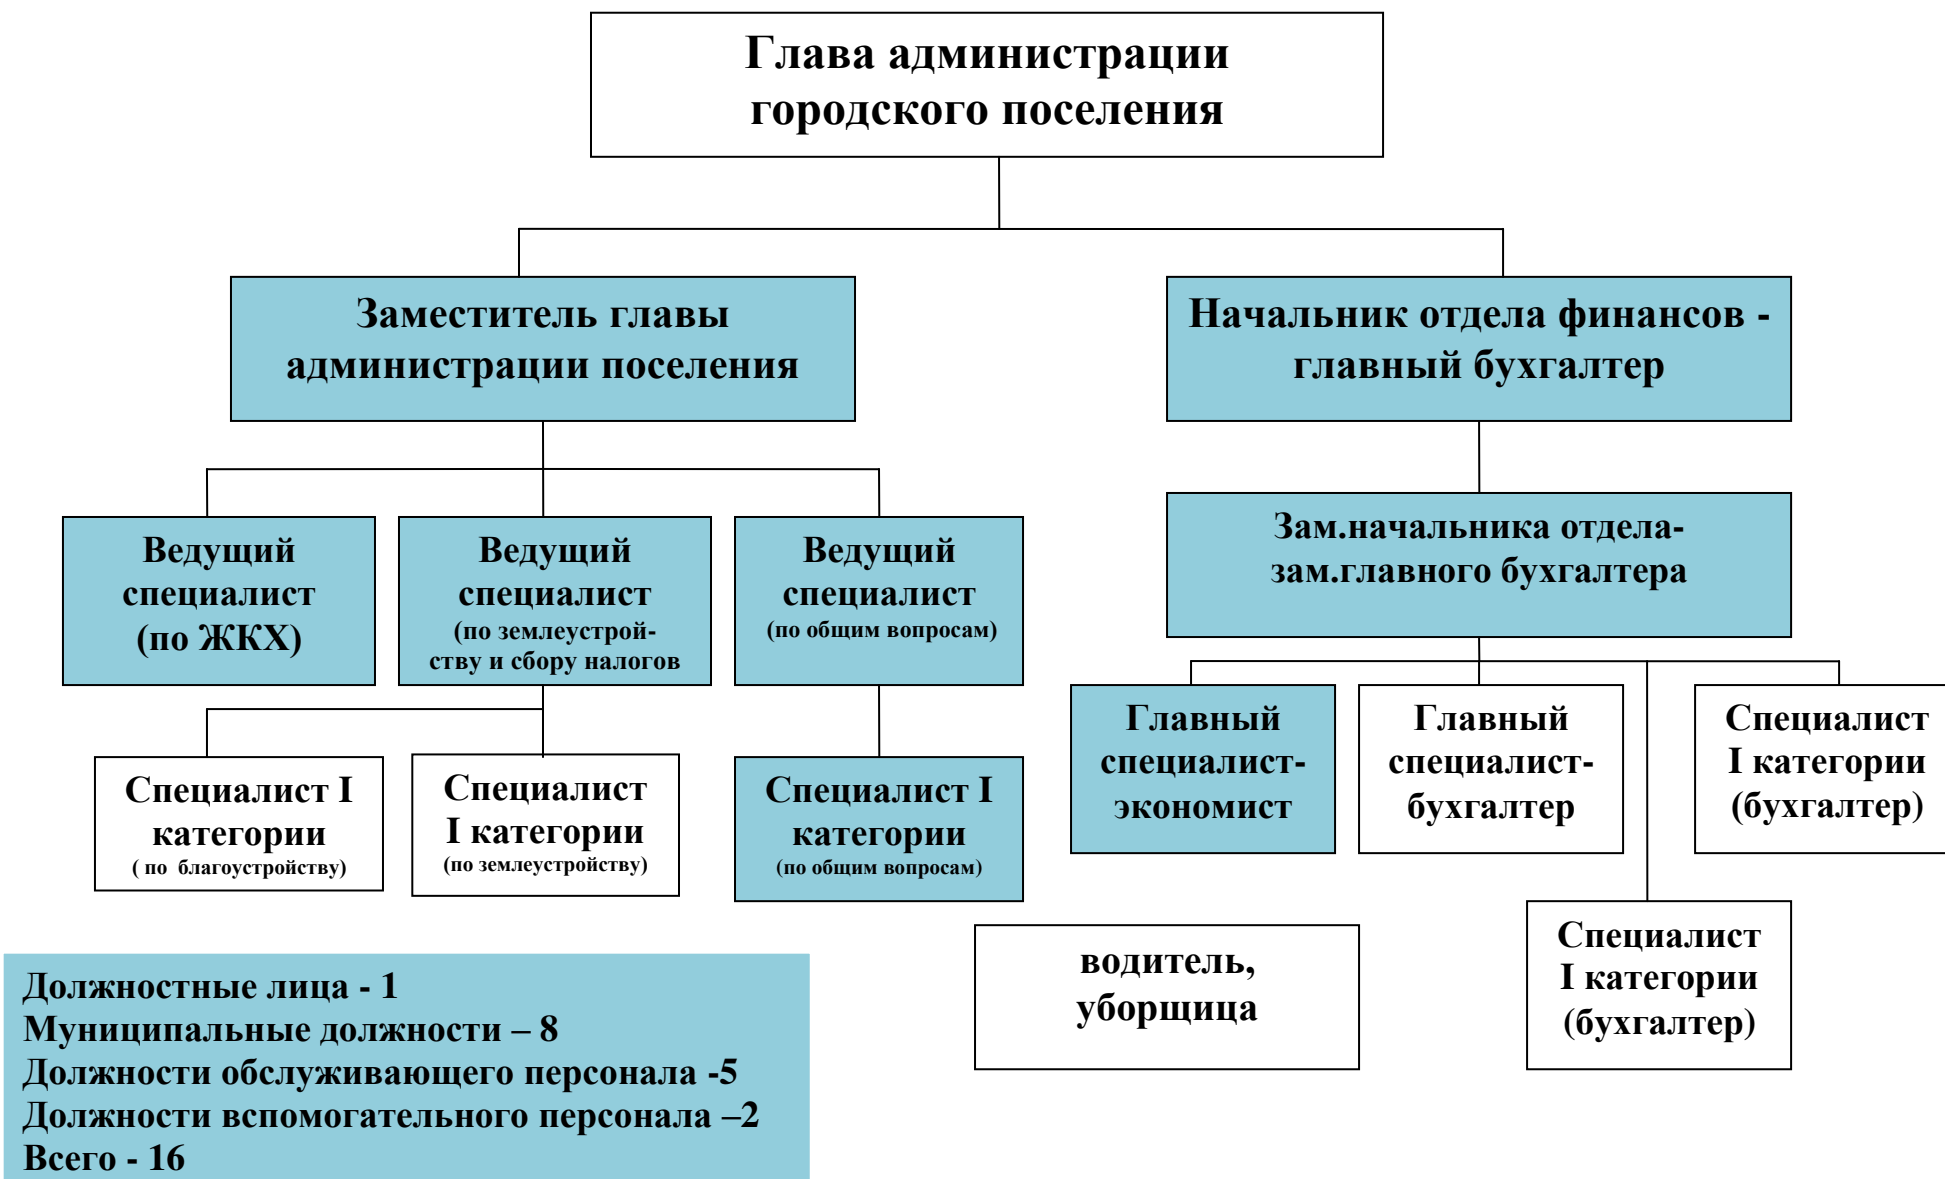 Глава администрации
городского поселения
Заместитель главы
администрации поселения
Начальник отдела финансов -
главный бухгалтер
Ведущий
специалист
(по ЖКХ)
Ведущий
специалист
(по землеустрой-
ству и сбору налогов
Ведущий
специалист
(по общим вопросам)
Зам.начальника отдела-
зам.главного бухгалтера
Специалист I
категории
( по благоустройству)
Специалист
I категории
(по землеустройству)
Специалист I
категории
(по общим вопросам)
Главный
специалист-
экономист
Главный
специалист-
бухгалтер
Специалист
I категории
(бухгалтер)
Специалист
I категории
(бухгалтер)
водитель,
уборщица
Должностные лица - 1
Муниципальные должности – 8
Должности обслуживающего персонала -5
Должности вспомогательного персонала –2
Всего - 16